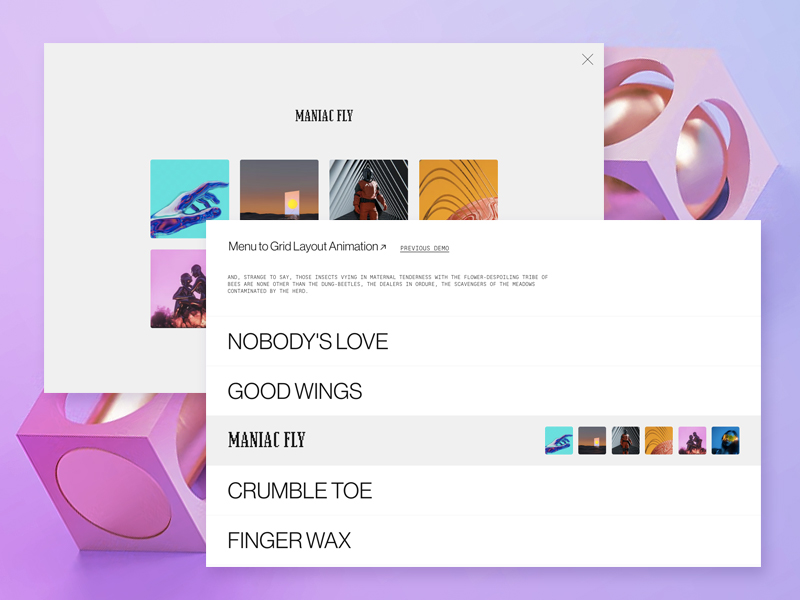 MANIAC FLY
Menu to Grid Layout Animation ↗ PREVIOUS DEMO
AND, STRANGE TO SAY, THOSE INSECTS VYING IN MATERNAL TENDERNESS WITH THE FLOWER-DESPOILING TRIBE OF
BEES ARE NONE OTHER THAN THE DUNG-BEETLES, THE DEALERS IN ORDURE, THE SCAVENGERS OF THE MEADOWS
CONTAMINATED BY THE HERD.
NOBODY'S LOVE
GOOD WINGS
MANIAC FLY
CRUMBLE TOE
FINGER WAX